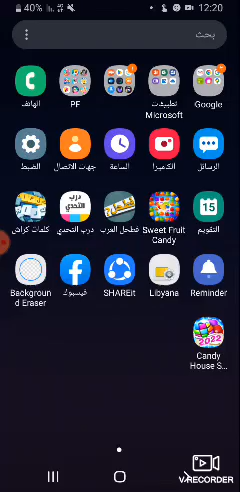 40% 12:20
بحث
Google
تطبيقات Microsoft
PF
الهاتف
الرسائل
الكاميرا
الساعة
جهات الاتصال
الضبط
15
التقويم
Sweet Fruit Candy
فطحل العرب
درب التحدي
كلمات كراش
Reminder
Libyana
SHAREit
فيسبوك
Backgroun
d Eraser
2022
Candy
House S...
V-RECORDER